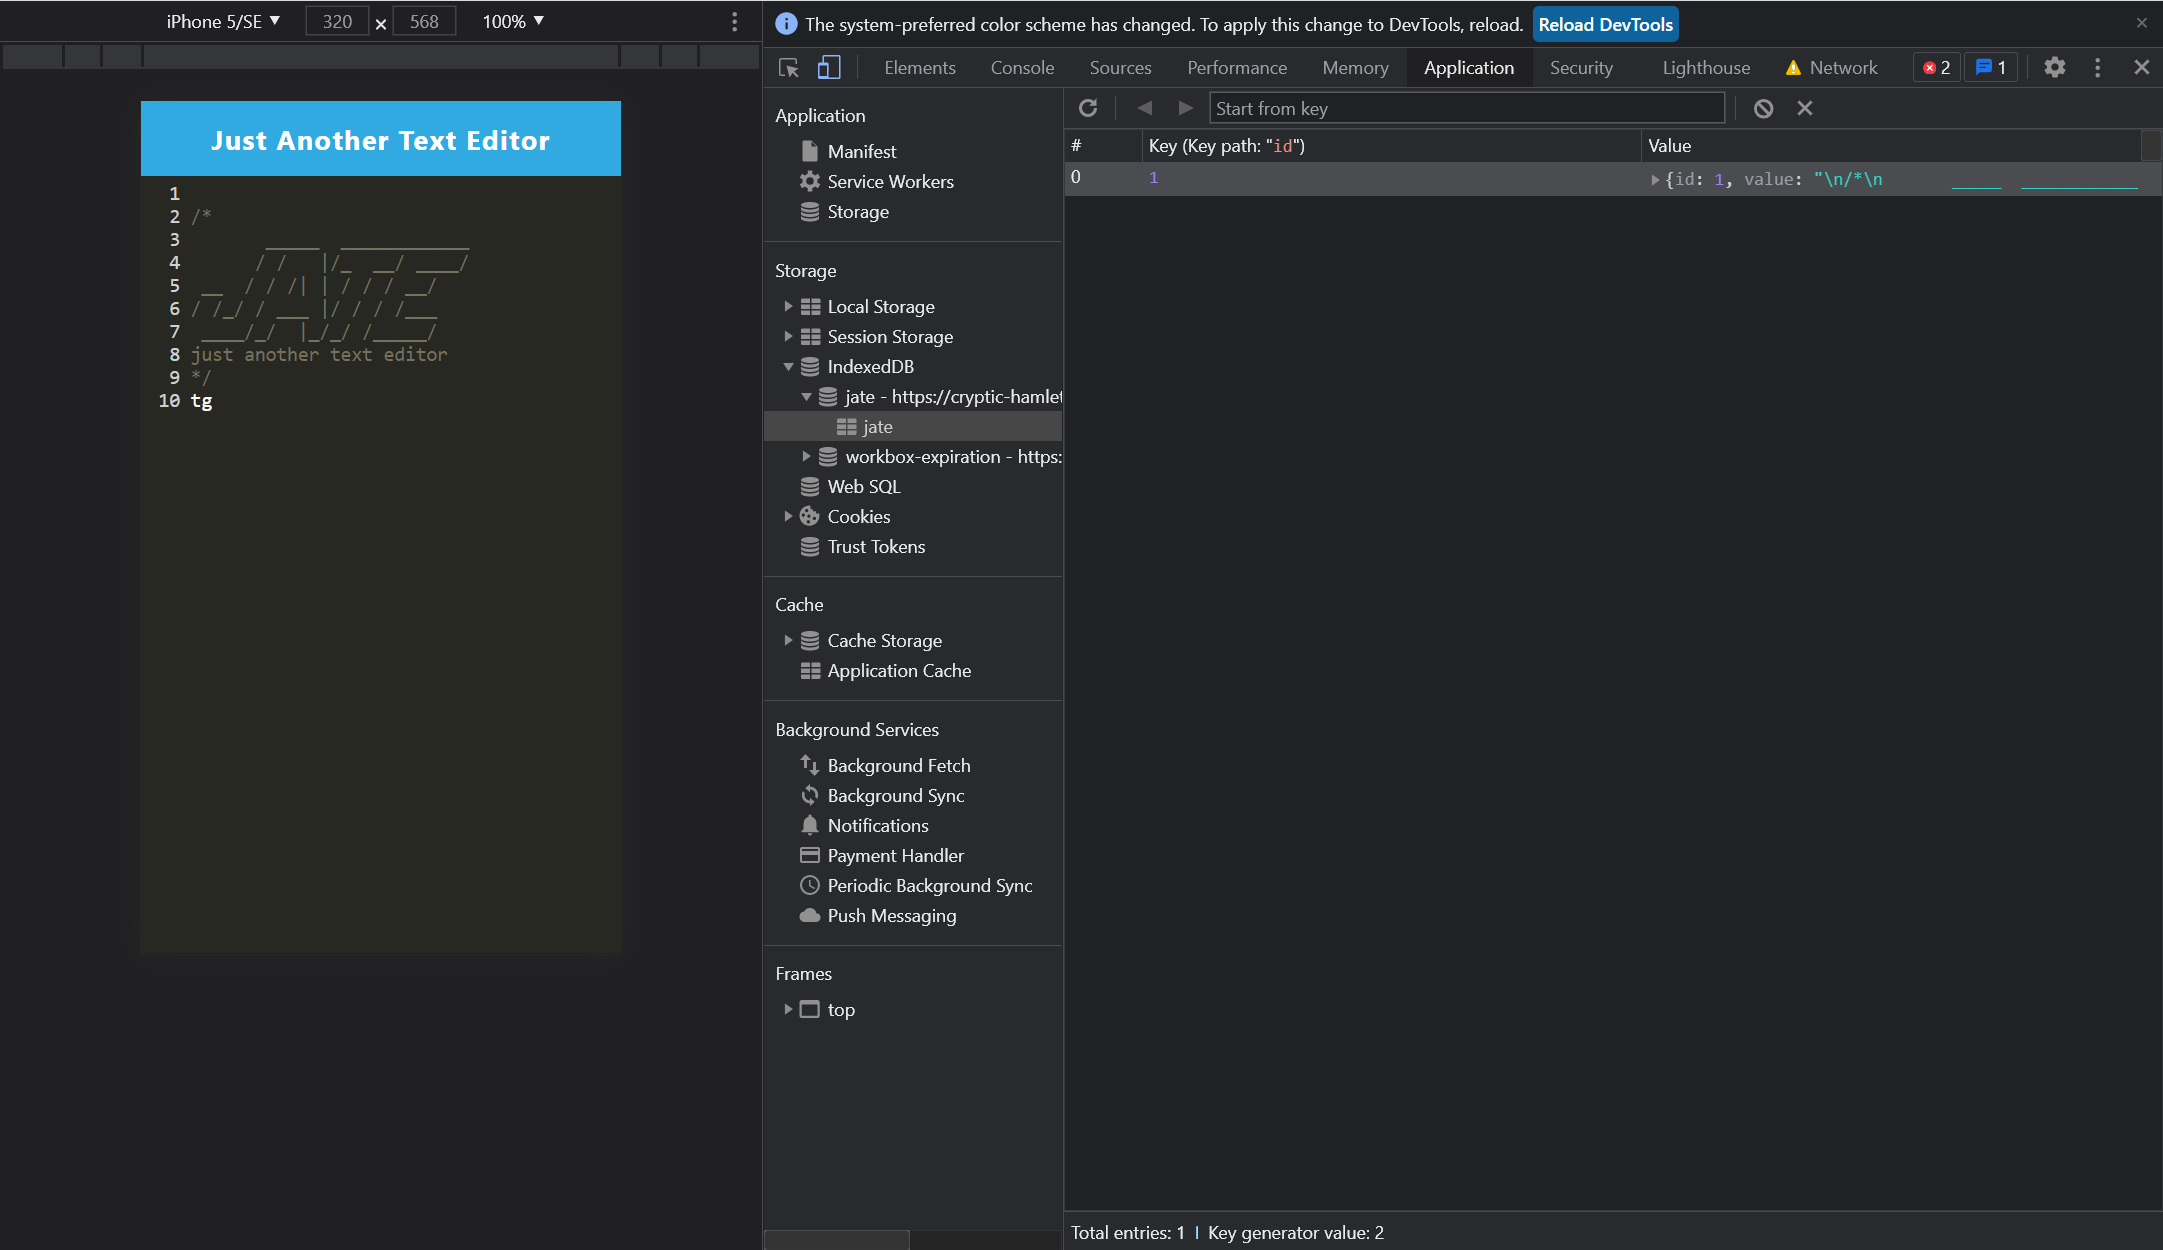 iPhone 5/SE ▼ 320 × 568 100% ▼
Just Another Text Editor
1
2 /*
3        _____  ____________
4       / /   |/_  __/ ____/
5  __  / / /| | / / / __/
6 / /_/ / ___ |/ / / /___
7  ____/_/  |_/_/ /_____/
8 just another text editor
9 */
10 tg
The system-preferred color scheme has changed. To apply this change to DevTools, reload. Reload DevTools
Elements Console Sources Performance Memory Application Security Lighthouse Network 2 1
Application
Manifest
Service Workers
Storage
Storage
Local Storage
Session Storage
IndexedDB
jate - https://cryptic-hamlet
jate
workbox-expiration - https:
Web SQL
Cookies
Trust Tokens
Cache
Cache Storage
Application Cache
Background Services
Background Fetch
Background Sync
Notifications
Payment Handler
Periodic Background Sync
Push Messaging
Frames
top
Start from key
# Key (Key path: "id") Value
0 1 {id: 1, value: "\n/*\n       _____  ____________
Total entries: 1 Key generator value: 2